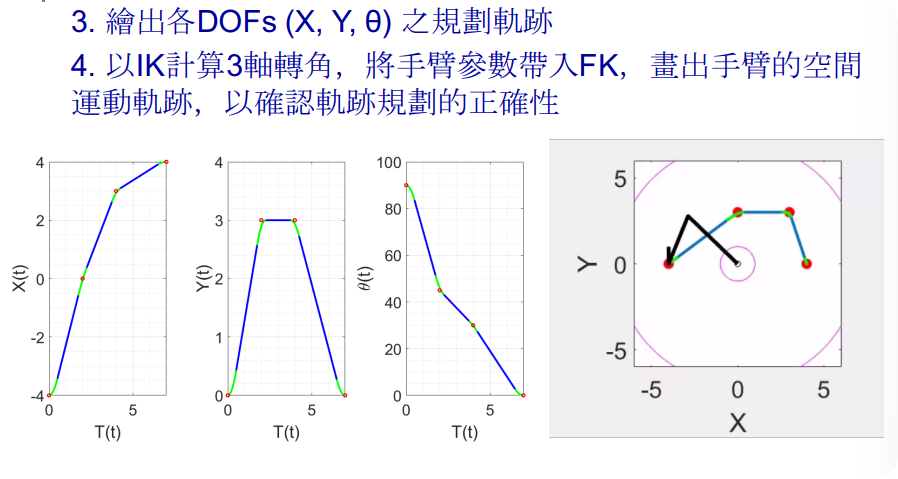 3. 繪出各DOFs (X, Y, θ) 之規劃軌跡
4. 以IK計算3軸轉角，將手臂參數帶入FK，畫出手臂的空間
運動軌跡，以確認軌跡規劃的正確性
4
2
0
-2
-4
X(t)
0
5
T(t)
4
3
2
1
0
Y(t)
0
5
T(t)
100
80
60
40
20
0
θ(t)
0
5
T(t)
5
0
-5
Y
-5
0
5
X